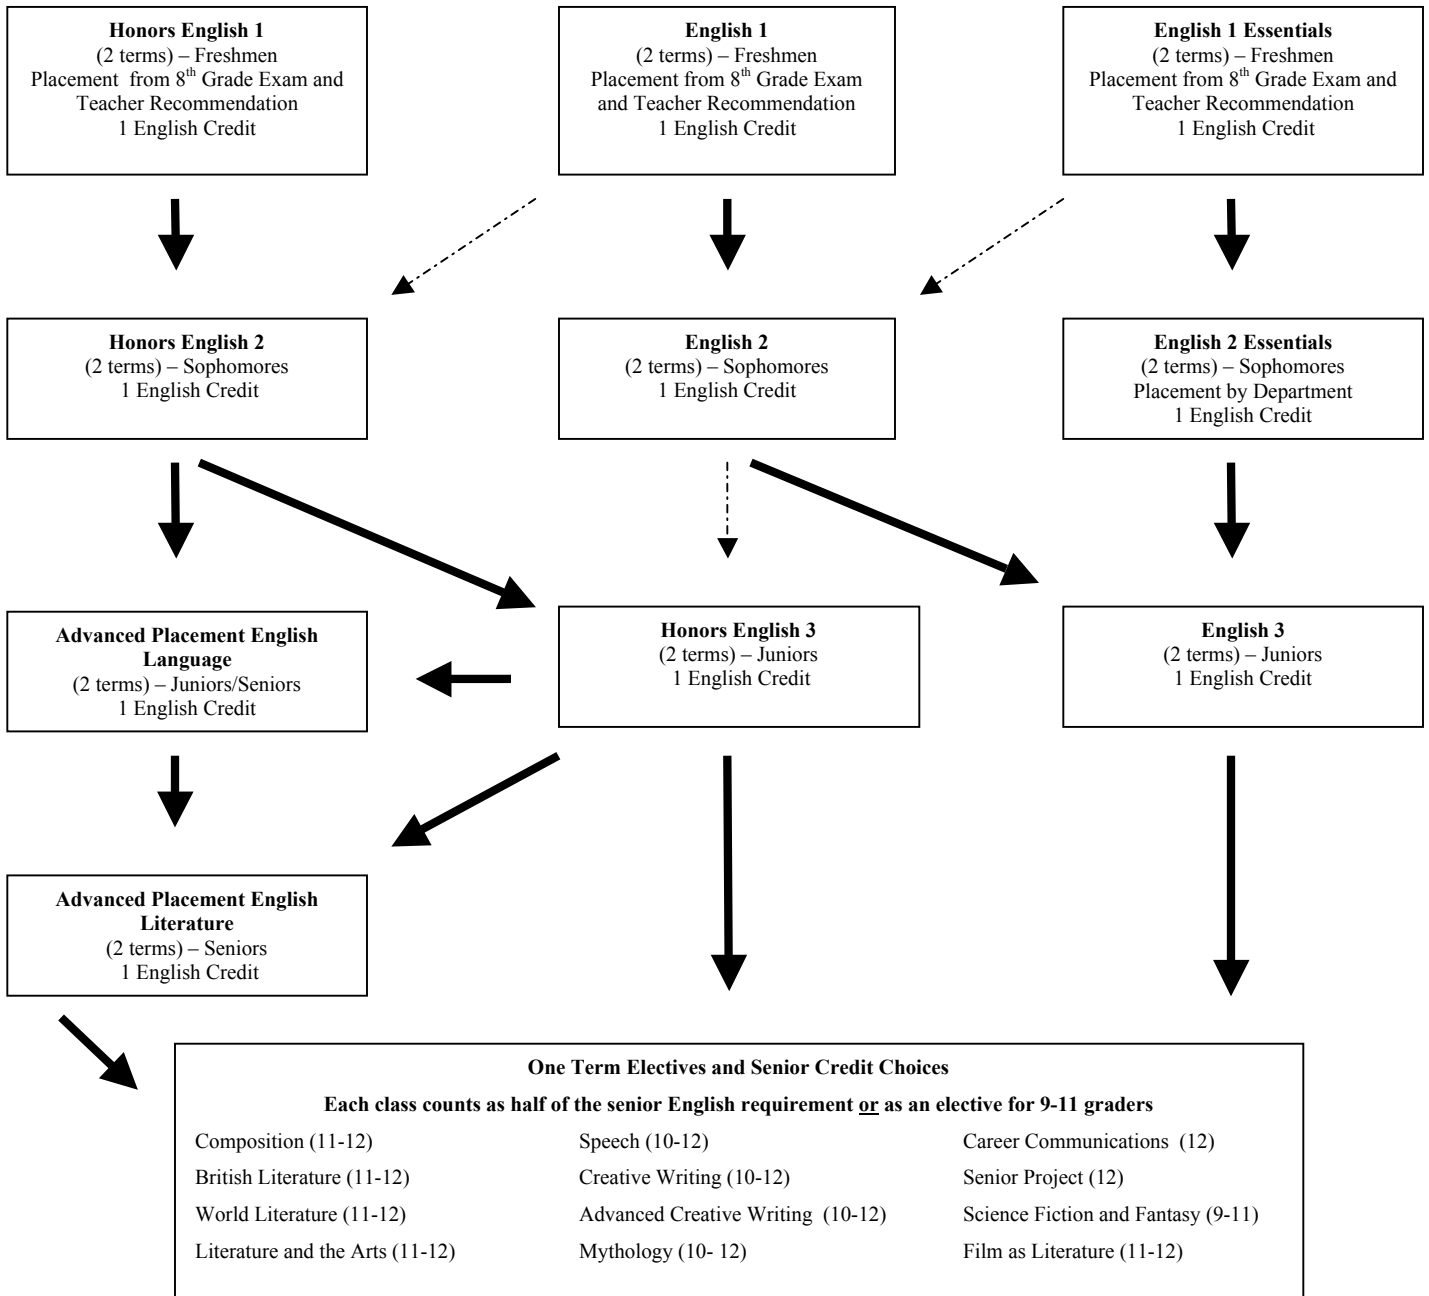 Honors English 1
(2 terms) – Freshmen
Placement from 8th Grade Exam and
Teacher Recommendation
1 English Credit
English 1
(2 terms) – Freshmen
Placement from 8th Grade Exam
and Teacher Recommendation
1 English Credit
English 1 Essentials
(2 terms) – Freshmen
Placement from 8th Grade Exam and
Teacher Recommendation
1 English Credit
Honors English 2
(2 terms) – Sophomores
1 English Credit
English 2
(2 terms) – Sophomores
1 English Credit
English 2 Essentials
(2 terms) – Sophomores
Placement by Department
1 English Credit
Advanced Placement English
Language
(2 terms) – Juniors/Seniors
1 English Credit
Honors English 3
(2 terms) – Juniors
1 English Credit
English 3
(2 terms) – Juniors
1 English Credit
Advanced Placement English
Literature
(2 terms) – Seniors
1 English Credit
One Term Electives and Senior Credit Choices
Each class counts as half of the senior English requirement or as an elective for 9-11 graders
Composition (11-12) Speech (10-12) Career Communications (12)
British Literature (11-12) Creative Writing (10-12) Senior Project (12)
World Literature (11-12) Advanced Creative Writing (10-12) Science Fiction and Fantasy (9-11)
Literature and the Arts (11-12) Mythology (10- 12) Film as Literature (11-12)